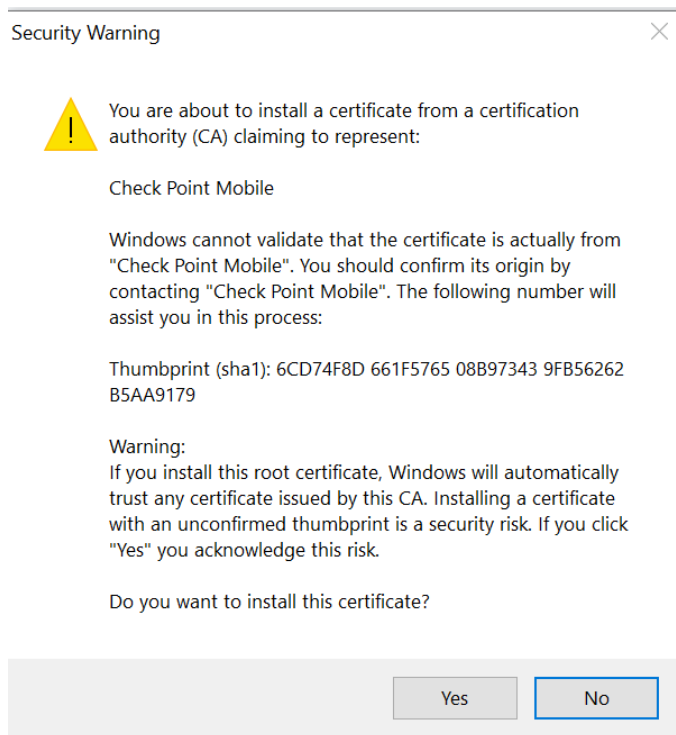 Security Warning
You are about to install a certificate from a certification
authority (CA) claiming to represent:
Check Point Mobile
Windows cannot validate that the certificate is actually from
"Check Point Mobile". You should confirm its origin by
contacting "Check Point Mobile". The following number will
assist you in this process:
Thumbprint (sha1): 6CD74F8D 661F5765 08B97343 9FB56262
B5AA9179
Warning:
If you install this root certificate, Windows will automatically
trust any certificate issued by this CA. Installing a certificate
with an unconfirmed thumbprint is a security risk. If you click
"Yes" you acknowledge this risk.
Do you want to install this certificate?
Yes
No